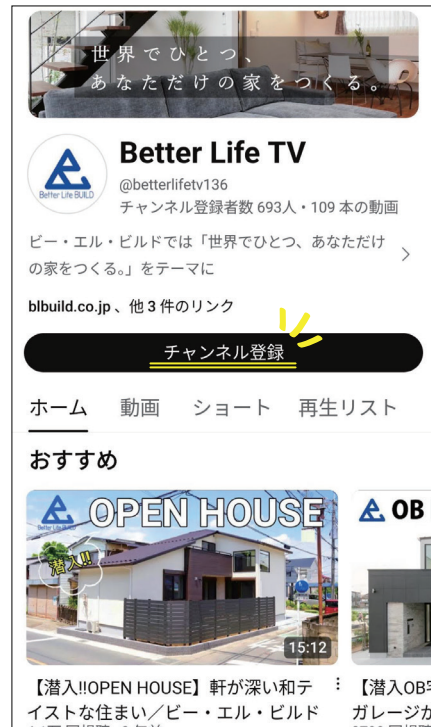 世界でひとつ、
あなただけの家をつくる。
Better Life BUILD
Better Life TV
@betterlifetv136
チャンネル登録者数 693人・109 本の動画
ビー・エル・ビルドでは「世界でひとつ、あなただけ
の家をつくる。」をテーマに
blbuild.co.jp 、他 3 件のリンク
チャンネル登録
ホーム 動画 ショート 再生リスト
おすすめ
OPEN HOUSE
潜入!!
15:12
OB
【潜入!!OPEN HOUSE】軒が深い和テ
イストな住まい／ビー・エル・ビルド
【潜入OB
ガレージ